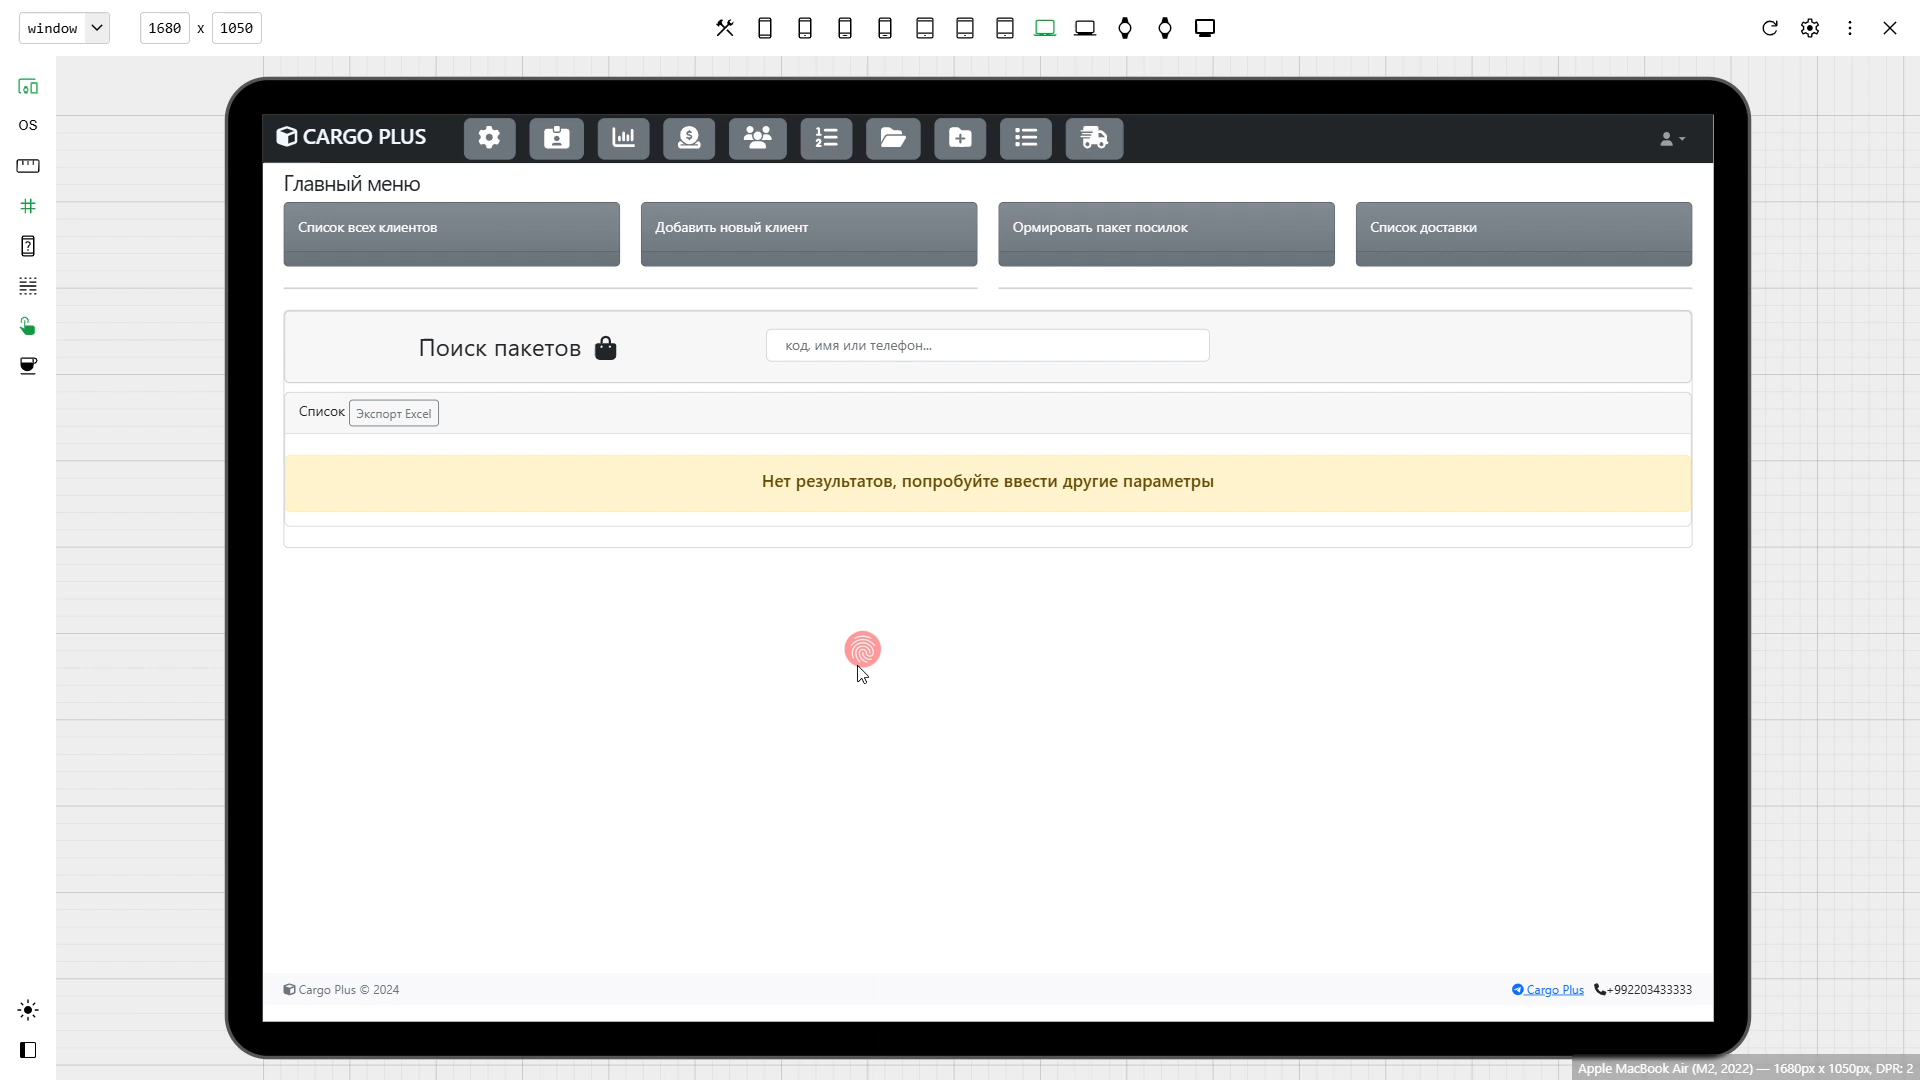 window
1680 x 1050
OS
CARGO PLUS
Главный меню
Список всех клиентов
Добавить новый клиент
Ормировать пакет посилок
Список доставки
Поиск пакетов
код, имя или телефон...
Список Экспорт Excel
Нет результатов, попробуйте ввести другие параметры
Cargo Plus © 2024
Cargo Plus +992203433333
Apple MacBook Air (M2, 2022) — 1680px x 1050px, DPR: 2